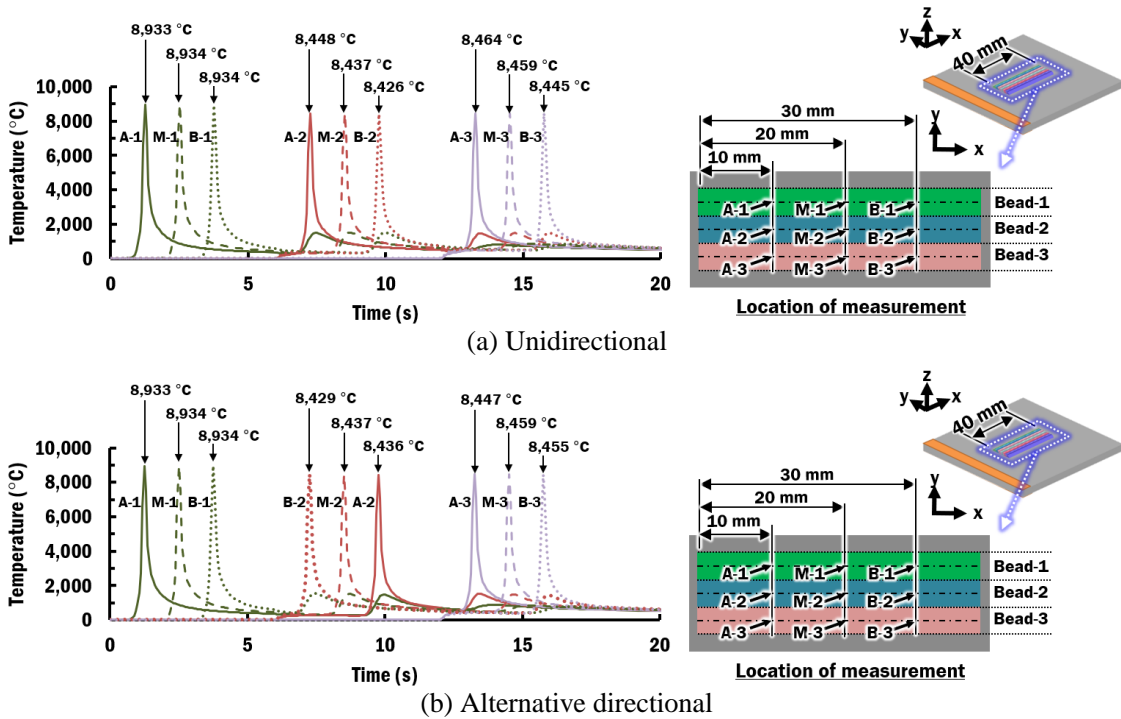 8,933 °C
8,934 °C
8,934 °C
8,448 °C
8,437 °C
8,426 °C
8,464 °C
8,459 °C
8,445 °C
Temperature (°C)
10,000
8,000
6,000
4,000
2,000
0
A-1 M-1 B-1
A-2 M-2 B-2
A-3 M-3 B-3
0 5 10 15 20
Time (s)
z
y x
40 mm
y
x
30 mm
20 mm
10 mm
A-1 M-1 B-1 Bead-1
A-2 M-2 B-2 Bead-2
A-3 M-3 B-3 Bead-3
Location of measurement
(a) Unidirectional
8,933 °C
8,934 °C
8,934 °C
8,429 °C
8,437 °C
8,436 °C
8,447 °C
8,459 °C
8,455 °C
Temperature (°C)
10,000
8,000
6,000
4,000
2,000
0
A-1 M-1 B-1
B-2 M-2 A-2
A-3 M-3 B-3
0 5 10 15 20
Time (s)
z
y x
40 mm
y
x
30 mm
20 mm
10 mm
A-1 M-1 B-1 Bead-1
A-2 M-2 B-2 Bead-2
A-3 M-3 B-3 Bead-3
Location of measurement
(b) Alternative directional